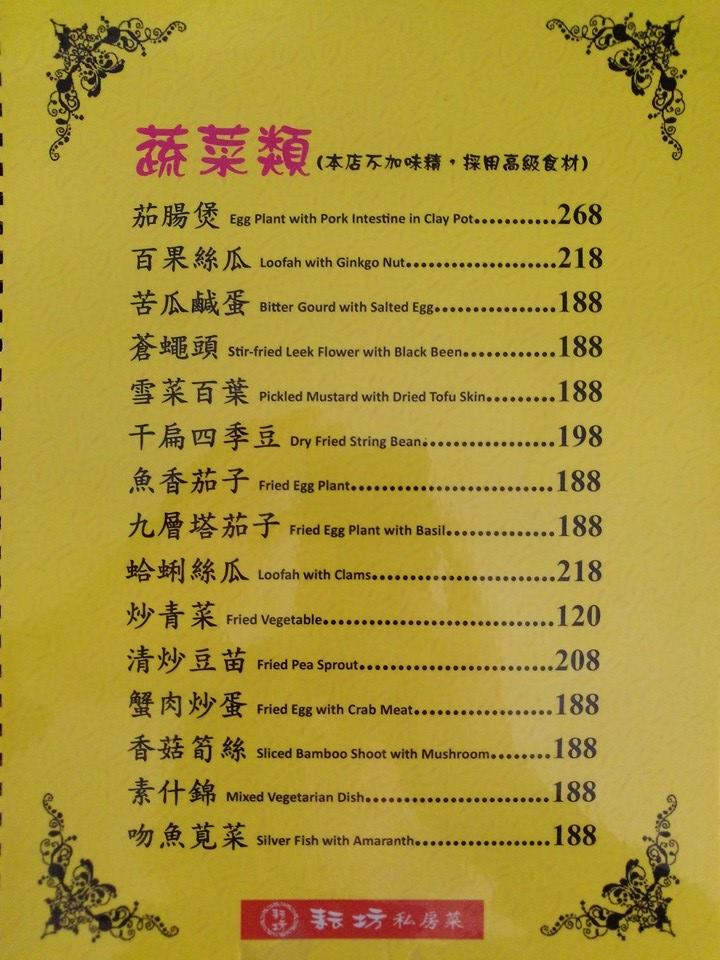 蔬菜類(本店不加味精,採用高級食材)
茄腸煲 Egg Plant with Pork Intestine in Clay Pot...........268
百果絲瓜 Loofah with Ginkgo Nut....................218
苦瓜鹹蛋 Bitter Gourd with Salted Egg................188
蒼蠅頭 Stir-fried Leek Flower with Black Been.............188
雪菜百葉 Pickled Mustard with Dried Tofu Skin..........188
干扁四季豆 Dry Fried String Bean..................198
魚香茄子 Fried Egg Plant...........................188
九層塔茄子 Fried Egg Plant with Basil...............188
蛤蜊絲瓜 Loofah with Clams.........................218
炒青菜 Fried Vegetable...............................120
清炒豆苗 Fried Pea Sprout..........................208
蟹肉炒蛋 Fried Egg with Crab Meat...................188
香菇筍絲 Sliced Bamboo Shoot with Mushroom........188
素什錦 Mixed Vegetarian Dish.........................188
吻魚莧菜 Silver Fish with Amaranth..................188
耘坊 耘坊 私房菜